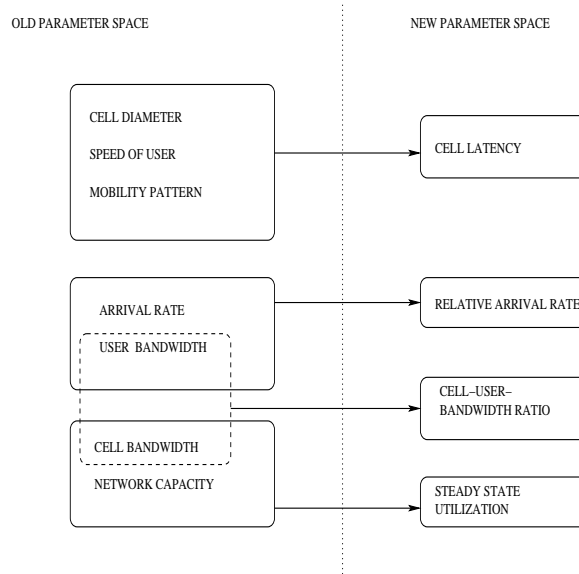 OLD PARAMETER SPACE
NEW PARAMETER SPACE
CELL DIAMETER
SPEED OF USER
MOBILITY PATTERN
CELL LATENCY
ARRIVAL RATE
USER BANDWIDTH
RELATIVE ARRIVAL RATE
CELL–USER–
BANDWIDTH RATIO
CELL BANDWIDTH
NETWORK CAPACITY
STEADY STATE
UTILIZATION